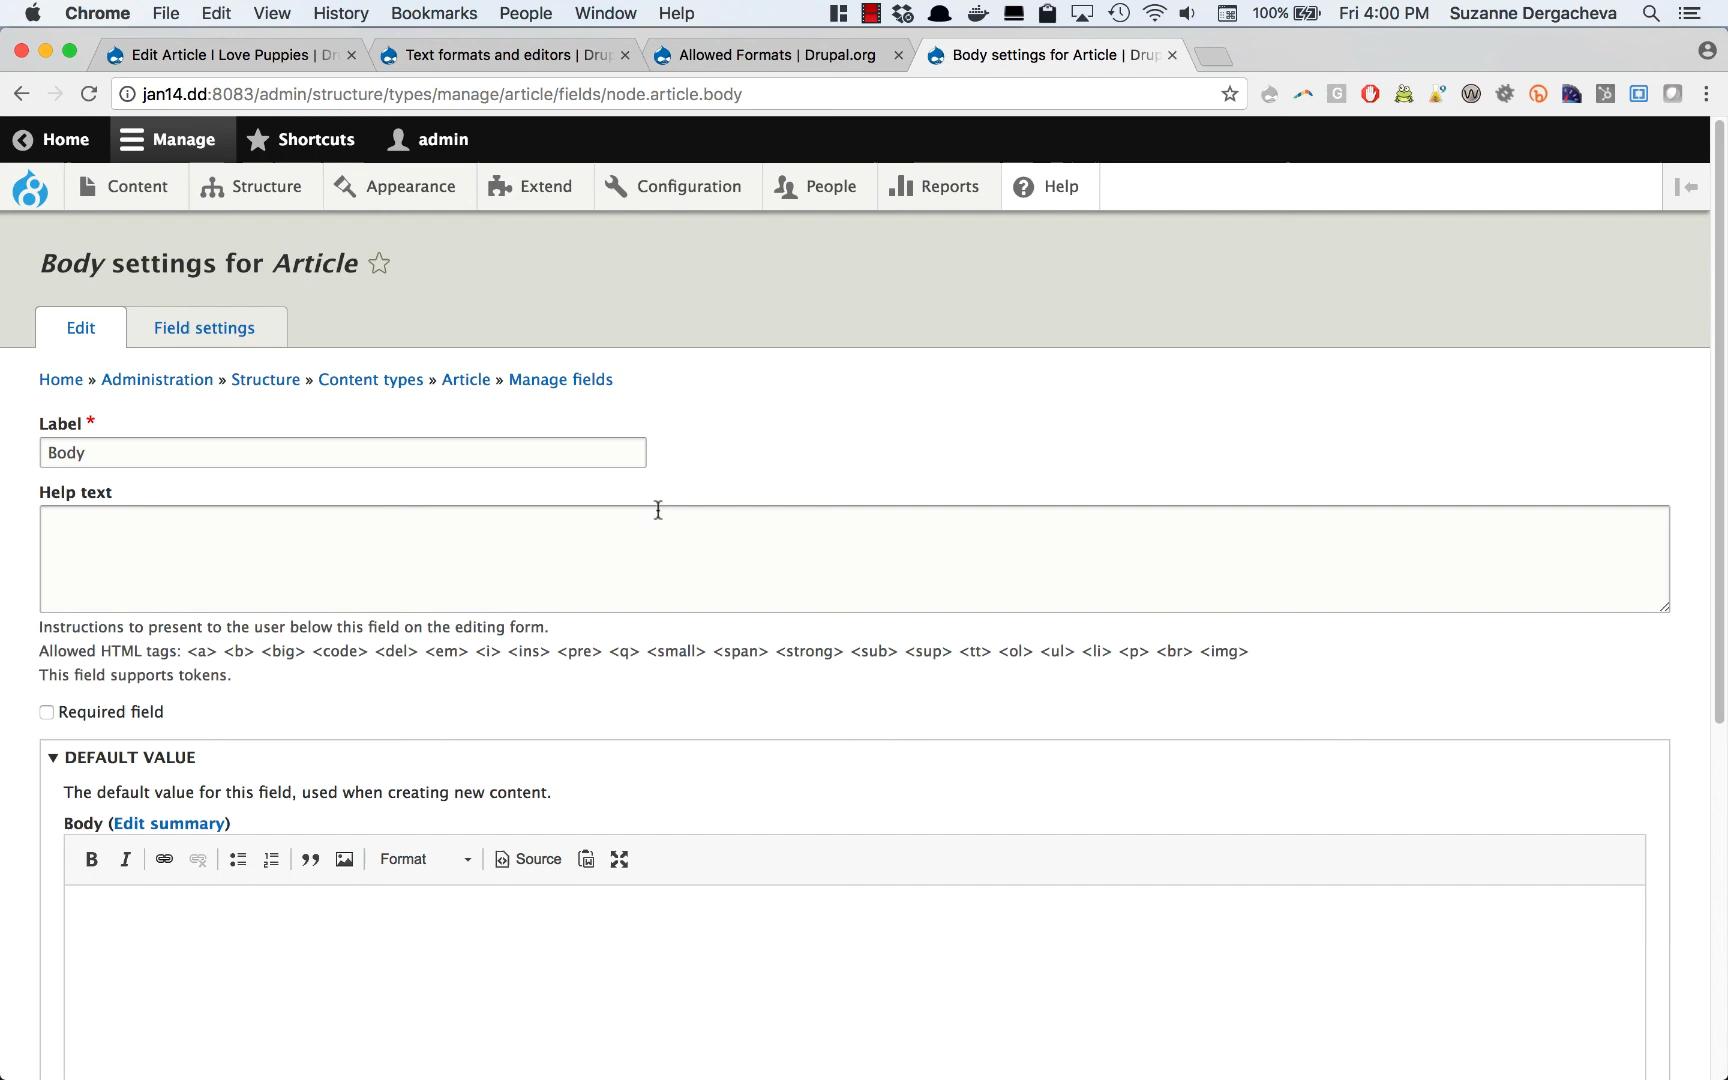 Chrome File Edit View History Bookmarks People Window Help 100% Fri 4:00 PM Suzanne Dergacheva
Edit Article I Love Puppies | Dr Text formats and editors | Dru Allowed Formats | Drupal.org Body settings for Article | Dru
jan14.dd:8083/admin/structure/types/manage/article/fields/node.article.body
Home Manage Shortcuts admin
Content Structure Appearance Extend Configuration People Reports Help
Body settings for Article
Edit Field settings
Home » Administration » Structure » Content types » Article » Manage fields
Label *
Body
Help text
Instructions to present to the user below this field on the editing form.
Allowed HTML tags: <a> <b> <big> <code> <del> <em> <i> <ins> <pre> <q> <small> <span> <strong> <sub> <sup> <tt> <ol> <ul> <li> <p> <br> <img>
This field supports tokens.
Required field
▼ DEFAULT VALUE
The default value for this field, used when creating new content.
Body (Edit summary)
B I Format Source